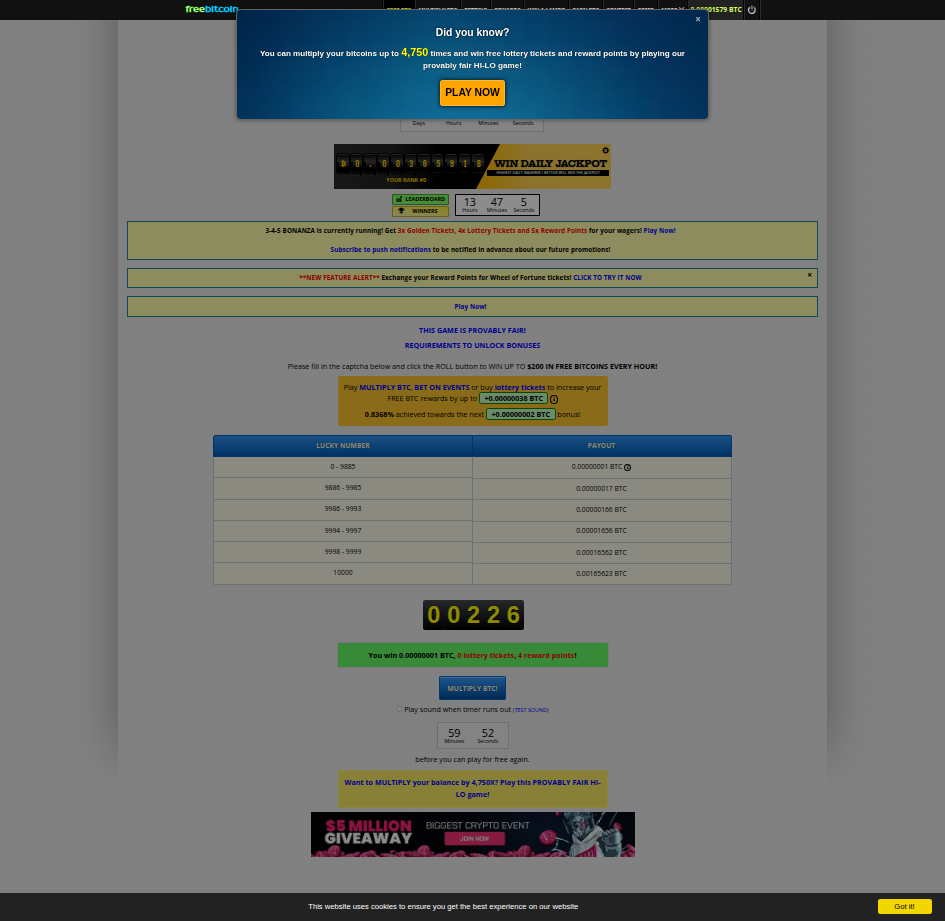 freebitcoin
0.00001579 BTC
×
Did you know?
You can multiply your bitcoins up to 4,750 times and win free lottery tickets and reward points by playing our
provably fair HI-LO game!
PLAY NOW
Days Hours Minutes Seconds
0.00365918
YOUR RANK #0
WIN DAILY JACKPOT
LEADERBOARD
WINNERS
13 47 5
Hours Minutes Seconds
3-4-5 BONANZA is currently running! Get 3x Golden Tickets, 4x Lottery Tickets and 5x Reward Points for your wagers! Play Now!
Subscribe to push notifications to be notified in advance about our future promotions!
**NEW FEATURE ALERT** Exchange your Reward Points for Wheel of Fortune tickets! CLICK TO TRY IT NOW
×
Play Now!
THIS GAME IS PROVABLY FAIR!
REQUIREMENTS TO UNLOCK BONUSES
Please fill in the captcha below and click the ROLL button to WIN UP TO $200 IN FREE BITCOINS EVERY HOUR!
Play MULTIPLY BTC, BET ON EVENTS or buy lottery tickets to increase your
FREE BTC rewards by up to +0.00000038 BTC
0.8368% achieved towards the next +0.00000002 BTC bonus!
LUCKY NUMBER PAYOUT
0 - 9885 0.00000001 BTC
9886 - 9985 0.00000017 BTC
9986 - 9993 0.00000166 BTC
9994 - 9997 0.00001656 BTC
9998 - 9999 0.00016562 BTC
10000 0.00165623 BTC
00226
You win 0.00000001 BTC, 0 lottery tickets, 4 reward points!
MULTIPLY BTC!
Play sound when timer runs out (TEST SOUND)
59 52
Minutes Seconds
before you can play for free again.
Want to MULTIPLY your balance by 4,750X? Play this PROVABLY FAIR HI-
LO game!
$5 MILLION
GIVEAWAY
BIGGEST CRYPTO EVENT
JOIN NOW
This website uses cookies to ensure you get the best experience on our website
Got it!